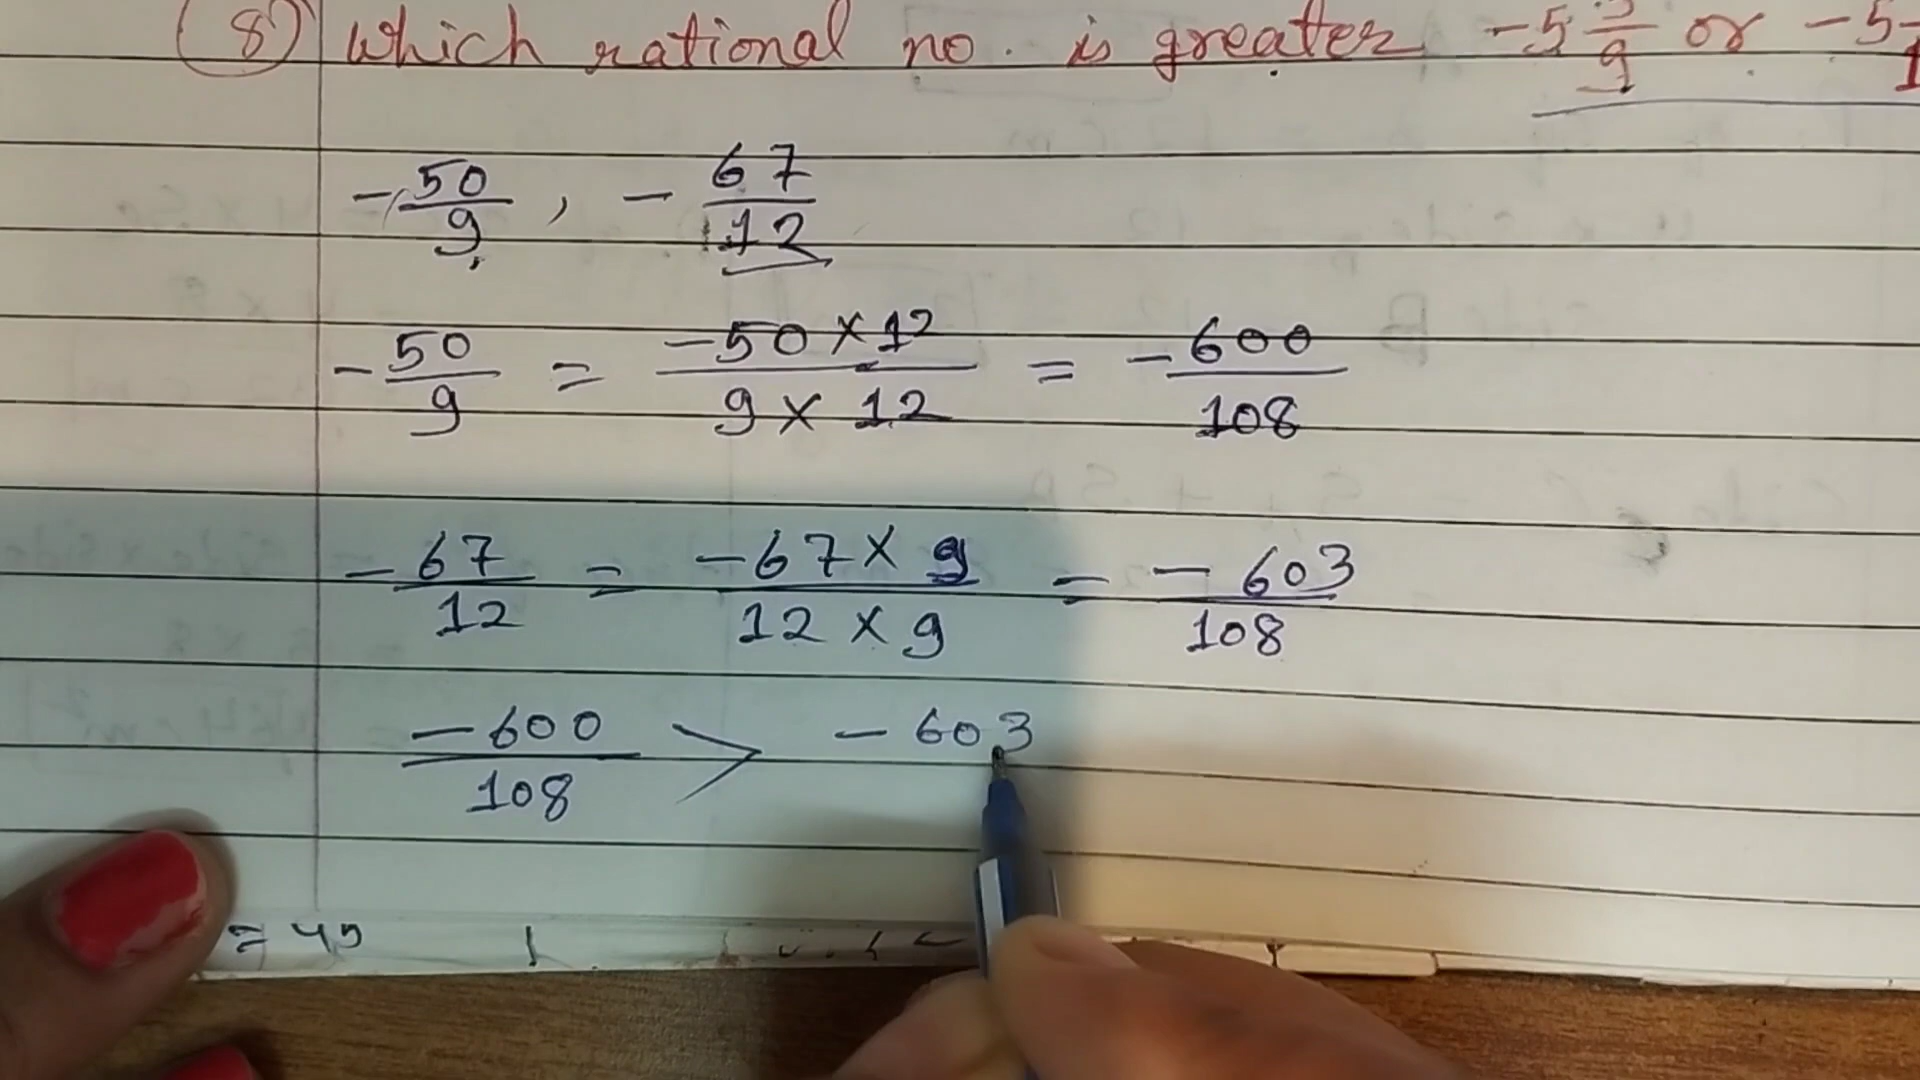 (8) Which rational no. is greater -5 5/9 or -5
-50/9 , -67/12
-50/9 = -50×12/9×12 = -600/108
-67/12 = -67×9/12×9 = -603/108
-600/108 > -603
= 45